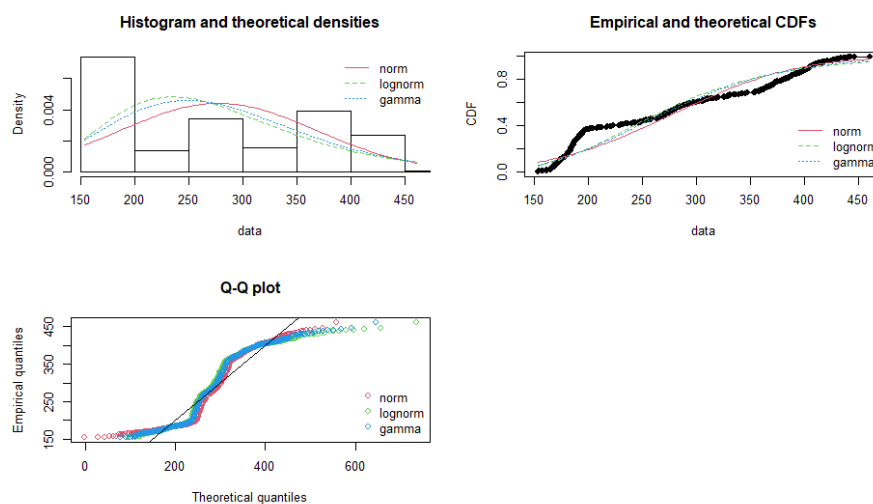 Histogram and theoretical densities
Density
0.000
0.004
norm
lognorm
gamma
150 200 250 300 350 400 450
data
Empirical and theoretical CDFs
CDF
0.0
0.4
0.8
norm
lognorm
gamma
150 200 250 300 350 400 450
data
Q-Q plot
Empirical quantiles
150
250
350
450
norm
lognorm
gamma
0 200 400 600
Theoretical quantiles